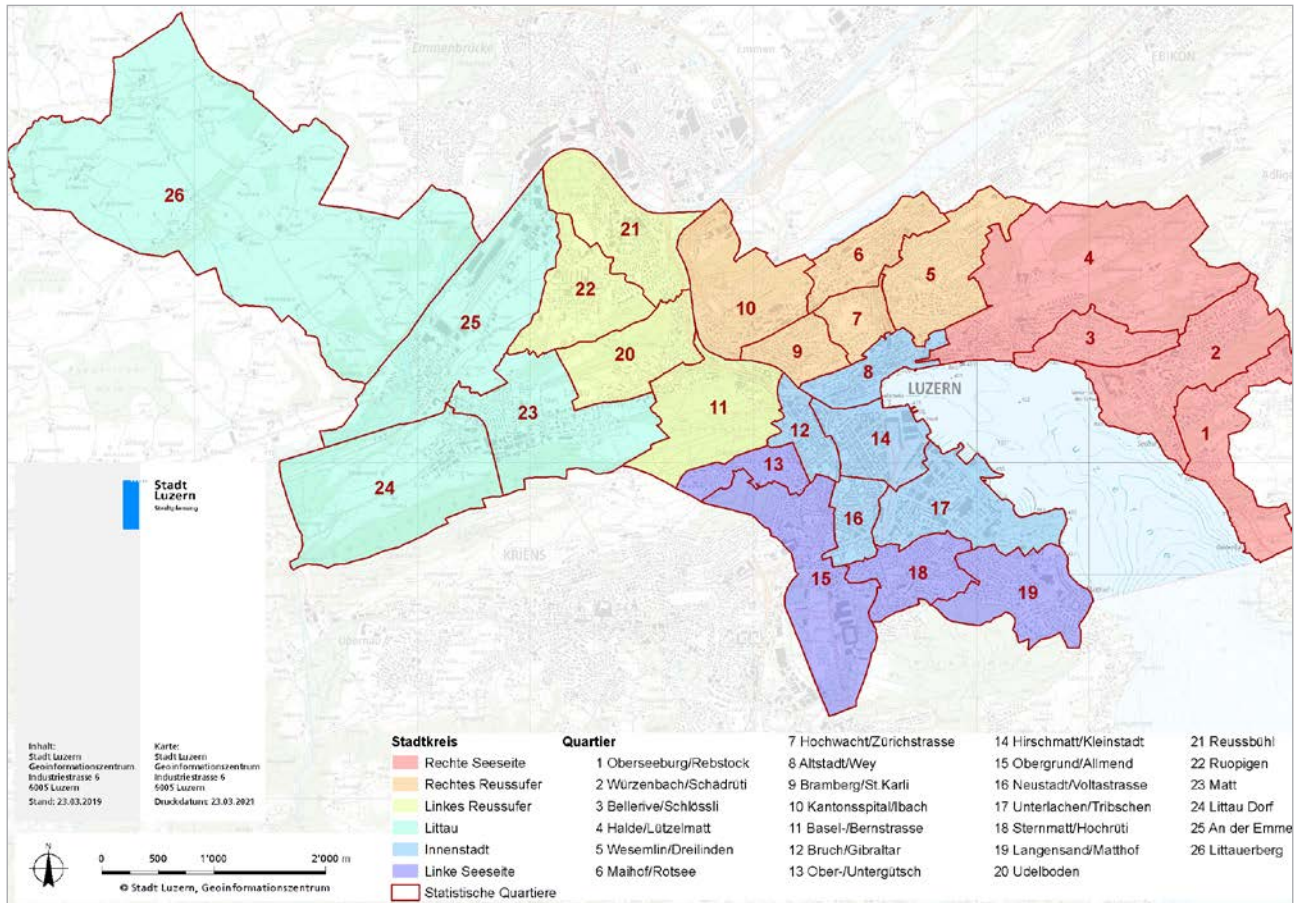 Emmenbrücke
Emmen
EBIKON
26
21
4
6
5
22
10
7
25
3
2
20
9
8
LUZERN
23
11
12
14
1
13
24
16
17
KRIENS
15
18
19
Stadt
Luzern
Stadtplanung
Inhalt:
Stadt Luzern
Geoinformationszentrum
Industriestrasse 6
6005 Luzern
Stand: 23.03.2019
Karte:
Stadt Luzern
Geoinformationszentrum
Industriestrasse 6
6005 Luzern
Druckdatum: 23.03.2021
N
0 500 1'000 2'000 m
© Stadt Luzern, Geoinformationszentrum
Stadtkreis
Rechte Seeseite
Rechtes Reussufer
Linkes Reussufer
Littau
Innenstadt
Linke Seeseite
Statistische Quartiere
Quartier
1 Oberseeburg/Rebstock
2 Würzenbach/Schädrüti
3 Bellerive/Schlössli
4 Halde/Lützelmatt
5 Wesemlin/Dreilinden
6 Maihof/Rotsee
7 Hochwacht/Zürichstrasse
8 Altstadt/Wey
9 Bramberg/St.Karli
10 Kantonsspital/Ibach
11 Basel-/Bernstrasse
12 Bruch/Gibraltar
13 Ober-/Untergütsch
14 Hirschmatt/Kleinstadt
15 Obergrund/Allmend
16 Neustadt/Voltastrasse
17 Unterlachen/Tribschen
18 Sternmatt/Hochrüti
19 Langensand/Matthof
20 Udelboden
21 Reussbühl
22 Ruopigen
23 Matt
24 Littau Dorf
25 An der Emme
26 Littauerberg